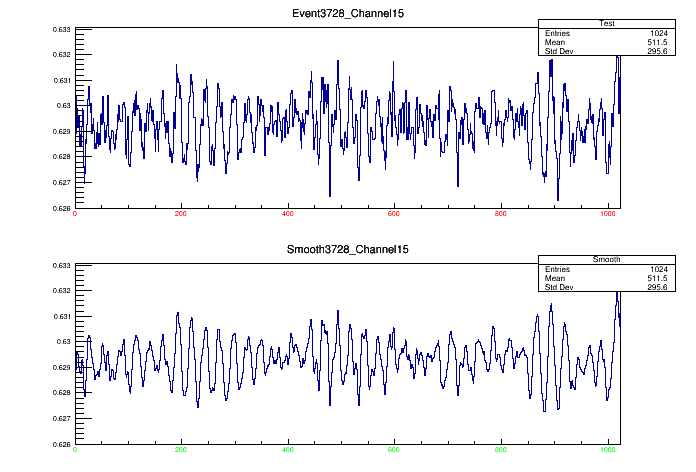 Event3728_Channel15
Test
Entries 1024
Mean 511.5
Std Dev 295.6
0.633
0.632
0.631
0.63
0.629
0.628
0.627
0.626
0 200 400 600 800 1000
Smooth3728_Channel15
Smooth
Entries 1024
Mean 511.5
Std Dev 295.6
0.633
0.632
0.631
0.63
0.629
0.628
0.627
0.626
0 200 400 600 800 1000